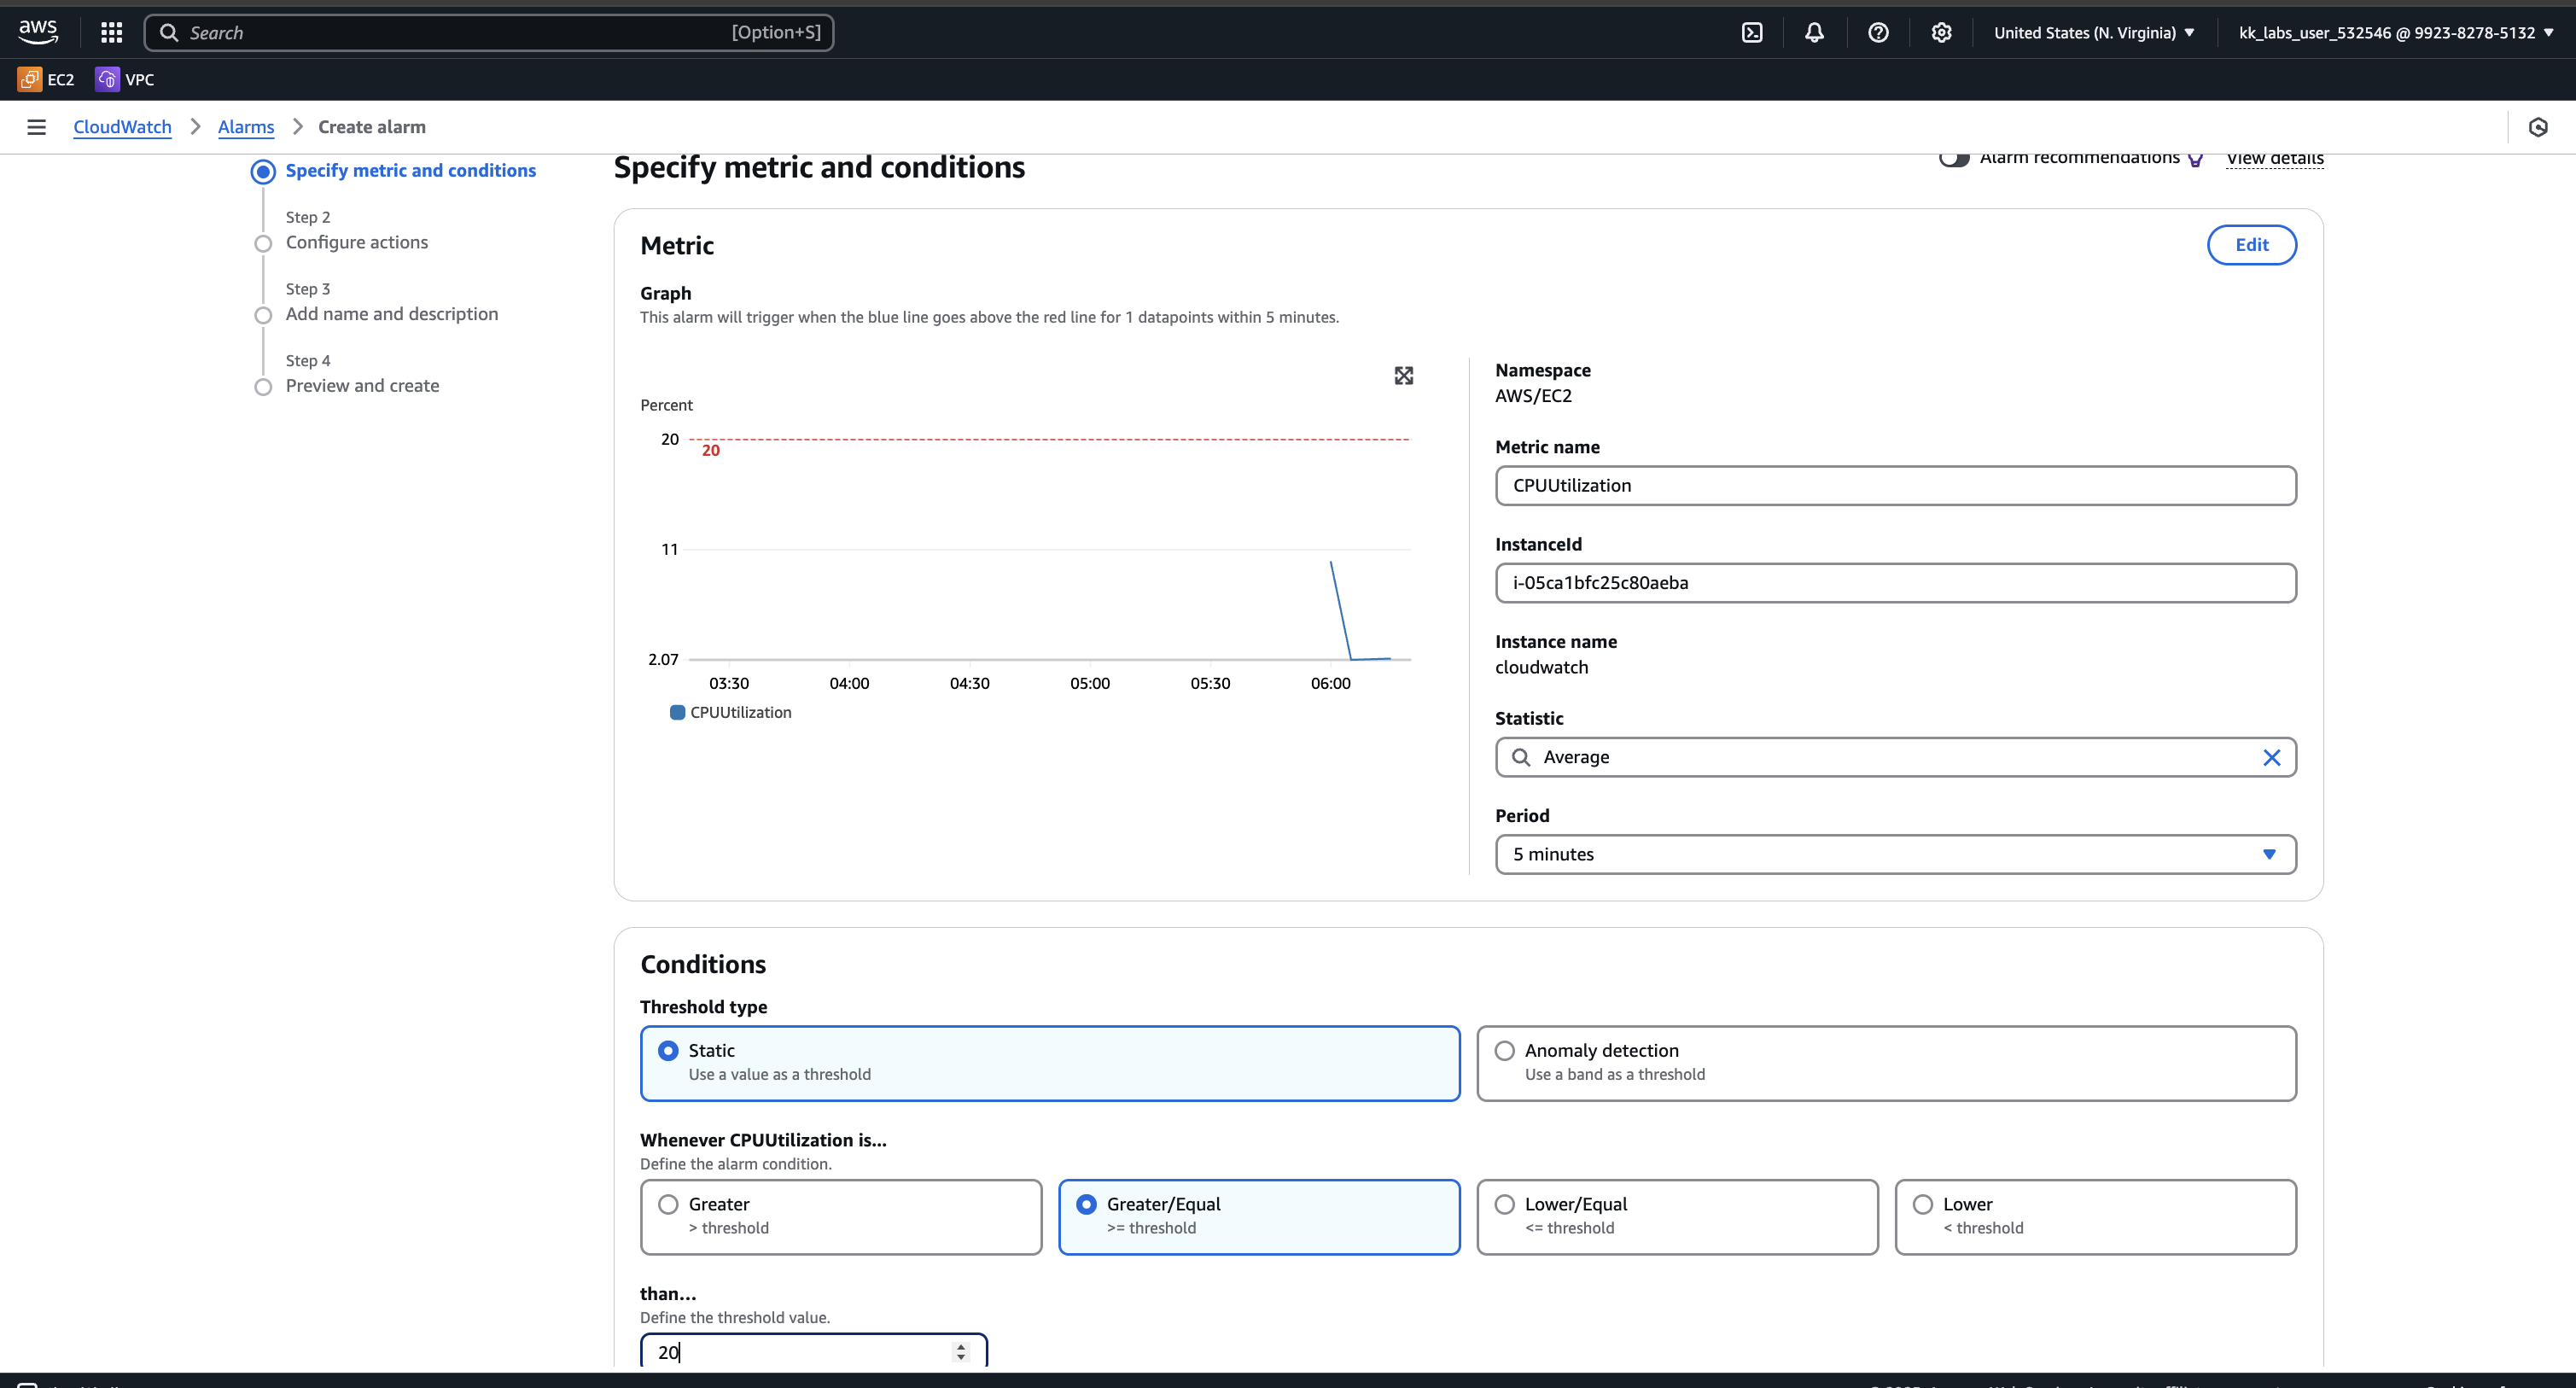 aws
Search
[Option+S]
United States (N. Virginia)
kk_labs_user_532546 @ 9923-8278-5132
EC2
VPC
CloudWatch
Alarms
Create alarm
Specify metric and conditions
Step 2
Configure actions
Step 3
Add name and description
Step 4
Preview and create
Specify metric and conditions
Alarm recommendations
View details
Metric
Edit
Graph
This alarm will trigger when the blue line goes above the red line for 1 datapoints within 5 minutes.
Percent
20
20
11
2.07
03:30
04:00
04:30
05:00
05:30
06:00
CPUUtilization
Namespace
AWS/EC2
Metric name
CPUUtilization
InstanceId
i-05ca1bfc25c80aeba
Instance name
cloudwatch
Statistic
Average
Period
5 minutes
Conditions
Threshold type
Static
Use a value as a threshold
Anomaly detection
Use a band as a threshold
Whenever CPUUtilization is...
Define the alarm condition.
Greater
> threshold
Greater/Equal
>= threshold
Lower/Equal
<= threshold
Lower
< threshold
than...
Define the threshold value.
20